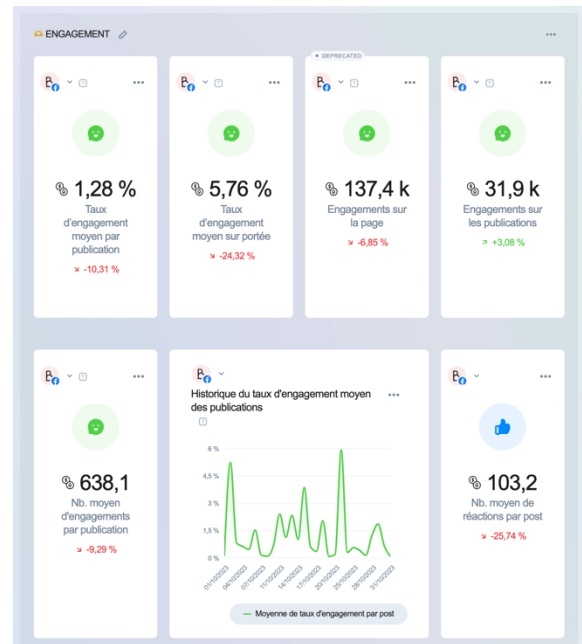 ENGAGEMENT
• DEPRECATED
1,28 %
Taux
d'engagement
moyen par
publication
-10,31 %
5,76 %
Taux
d'engagement
moyen sur portée
-24,32 %
137,4 k
Engagements sur
la page
-6,85 %
31,9 k
Engagements sur
les publications
+3,08 %
638,1
Nb. moyen
d'engagements
par publication
-9,29 %
Historique du taux d'engagement moyen
des publications
6 %
4,5 %
3 %
1,5 %
0 %
01/10/2023
04/10/2023
07/10/2023
11/10/2023
14/10/2023
17/10/2023
20/10/2023
25/10/2023
28/10/2023
31/10/2023
Moyenne de taux d'engagement par post
103,2
Nb. moyen de
réactions par post
-25,74 %